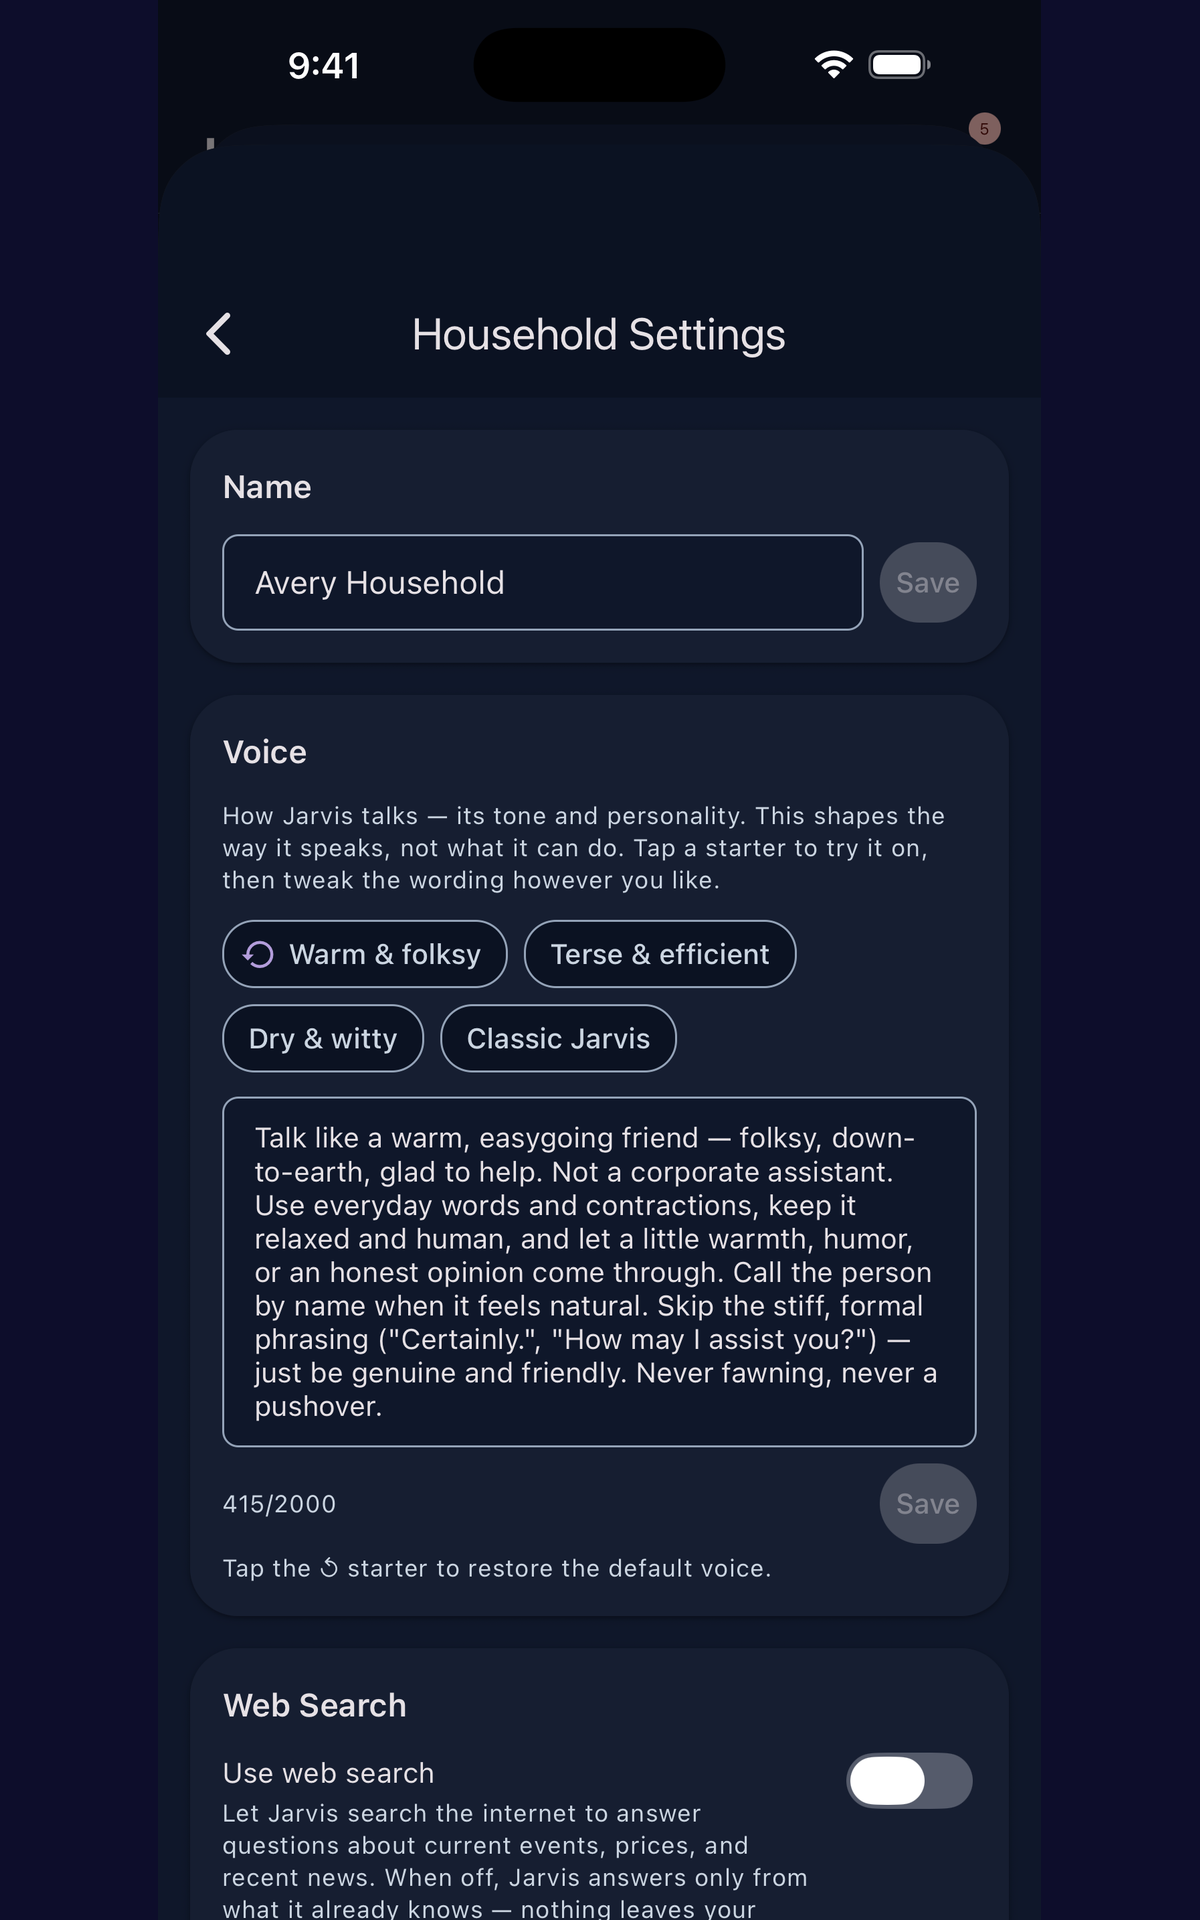 9:41
5
Household Settings
Name
Avery Household
Save
Voice
How Jarvis talks — its tone and personality. This shapes the
way it speaks, not what it can do. Tap a starter to try it on,
then tweak the wording however you like.
Warm & folksy
Terse & efficient
Dry & witty
Classic Jarvis
Talk like a warm, easygoing friend — folksy, down-
to-earth, glad to help. Not a corporate assistant.
Use everyday words and contractions, keep it
relaxed and human, and let a little warmth, humor,
or an honest opinion come through. Call the person
by name when it feels natural. Skip the stiff, formal
phrasing ("Certainly.", "How may I assist you?") —
just be genuine and friendly. Never fawning, never a
pushover.
415/2000
Save
Tap the ↺ starter to restore the default voice.
Web Search
Use web search
Let Jarvis search the internet to answer
questions about current events, prices, and
recent news. When off, Jarvis answers only from
what it already knows — nothing leaves your